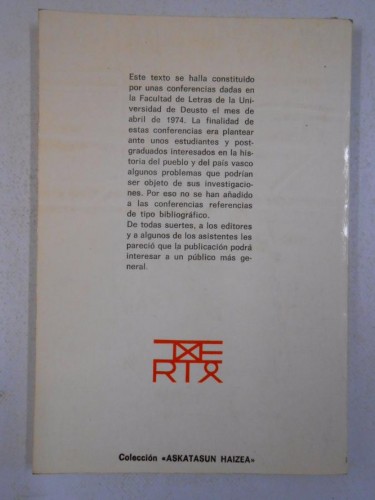 Este texto se halla constituido
por unas conferencias dadas en
la Facultad de Letras de la Uni-
versidad de Deusto el mes de
abril de 1974. La finalidad de
estas conferencias era plantear
ante unos estudiantes y post-
graduados interesados en la his-
toria del pueblo y del país vasco
algunos problemas que podrían
ser objeto de sus investigacio-
nes. Por eso no se han añadido
a las conferencias referencias
de tipo bibliográfico.
De todas suertes, a los editores
y a algunos de los asistentes les
pareció que la publicación podrá
interesar a un público más ge-
neral.
Colección «ASKATASUN HAIZEA»